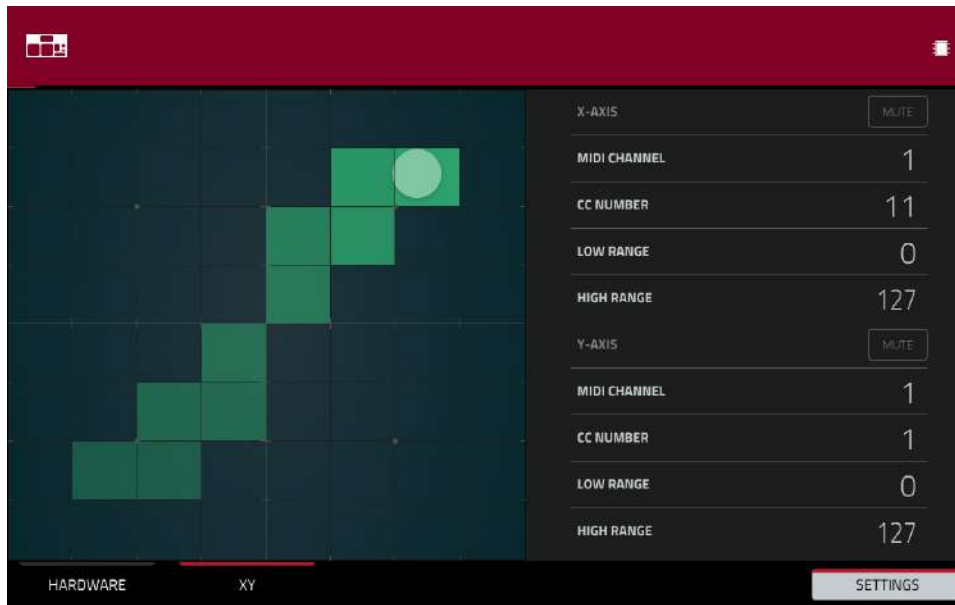 X-AXIS MUTE
MIDI CHANNEL 1
CC NUMBER 11
LOW RANGE 0
HIGH RANGE 127
Y-AXIS MUTE
MIDI CHANNEL 1
CC NUMBER 1
LOW RANGE 0
HIGH RANGE 127
HARDWARE XY SETTINGS